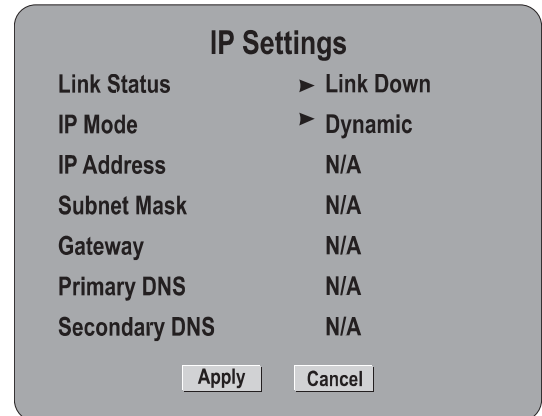 IP Settings
Link Status ► Link Down
IP Mode ► Dynamic
IP Address N/A
Subnet Mask N/A
Gateway N/A
Primary DNS N/A
Secondary DNS N/A
Apply Cancel